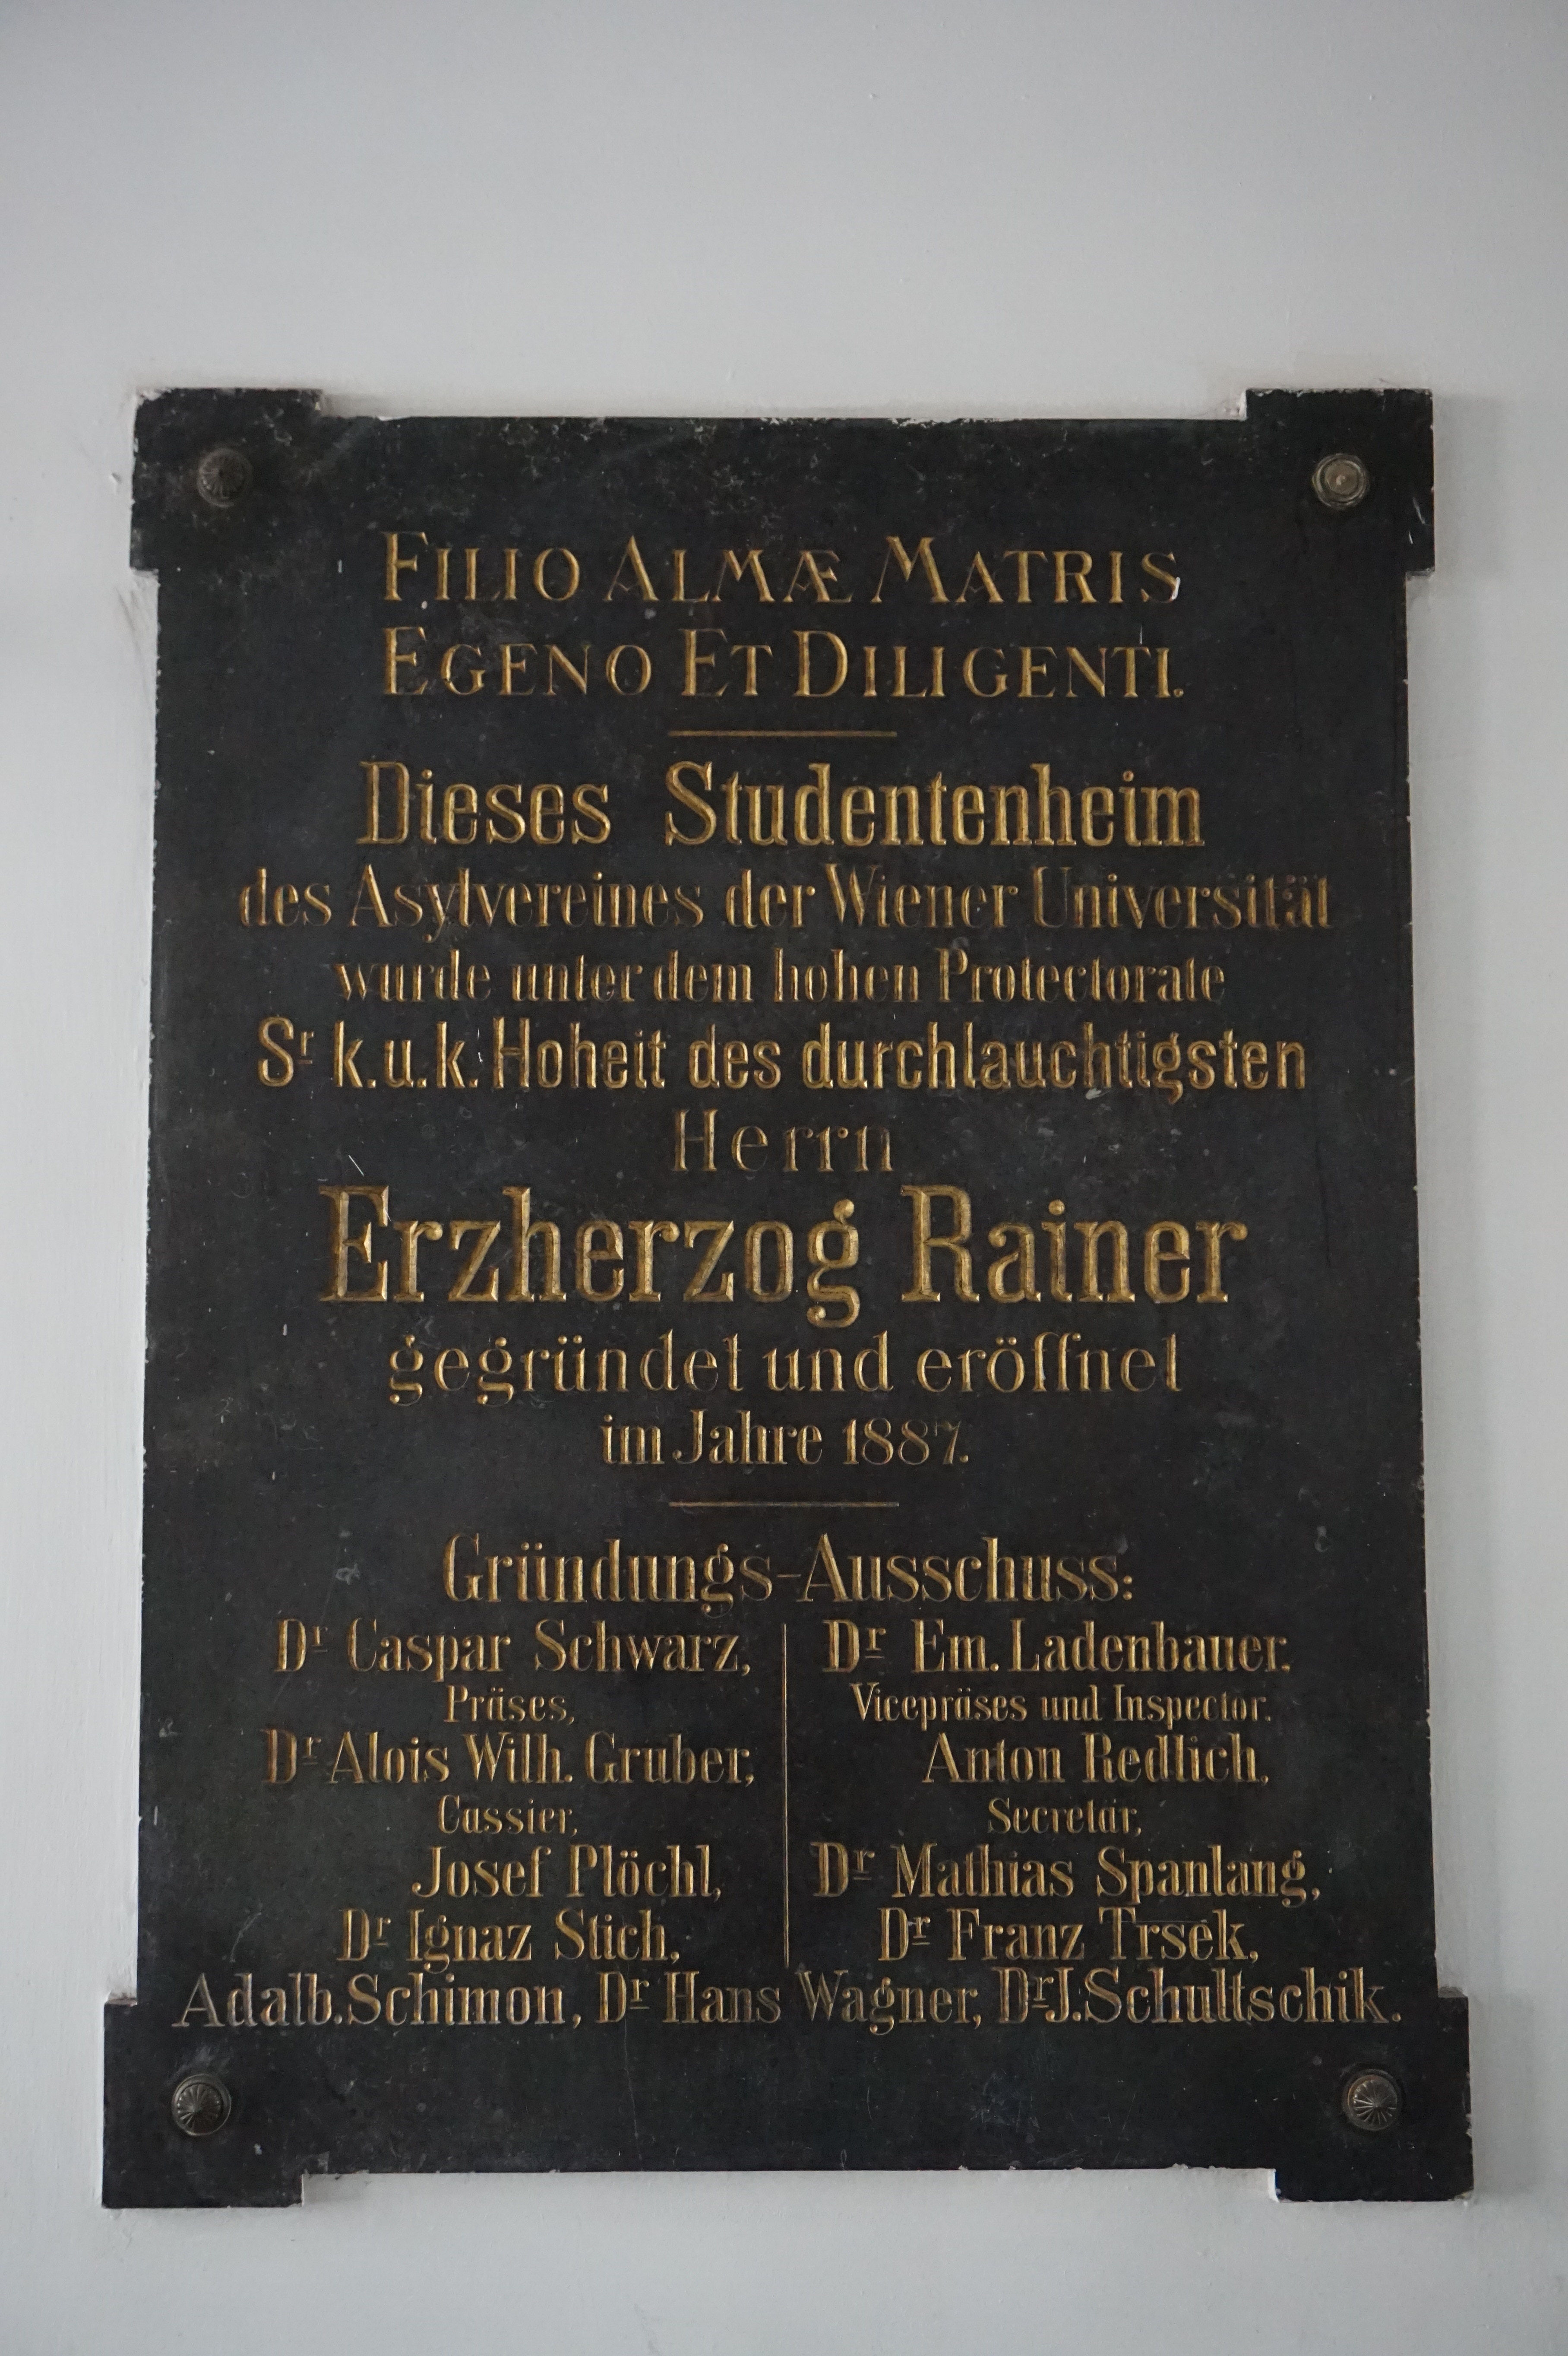 FILIO ALMÆ MATRIS
EGENO ET DILIGENTI.
Dieses Studentenheim
des Asylvereines der Wiener Universität
wurde unter dem hohen Protectorate
Sr k.u.k. Hoheit des durchlauchtigsten
Herrn
Erzherzog Rainer
gegründet und eröffnet
im Jahre 1887.
Gründungs-Ausschuss:
Dr Caspar Schwarz,
Präses,
Dr Alois Wilh. Gruber,
Cassier,
Josef Plöchl,
Dr Ignaz Stich,
Dr Em. Ladenbauer,
Vicepräses und Inspector.
Anton Redlich,
Secretär,
Dr Mathias Spanlang,
Dr Franz Trsek,
Adalb. Schimon, Dr Hans Wagner, Dr J. Schultschik.